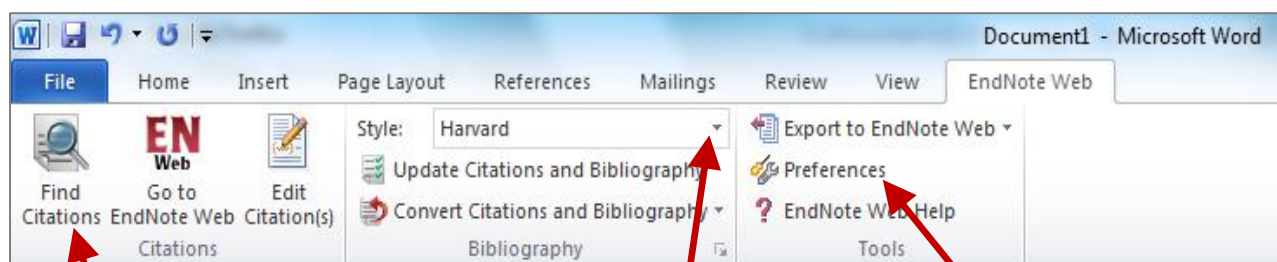 W
Document1 - Microsoft Word
File Home Insert Page Layout References Mailings Review View EndNote Web
EN
Web
Find
Citations
Go to
EndNote Web
Edit
Citation(s)
Citations
Style: Harvard
Update Citations and Bibliography
Convert Citations and Bibliography
Bibliography
Export to EndNote Web
Preferences
? EndNote Web Help
Tools